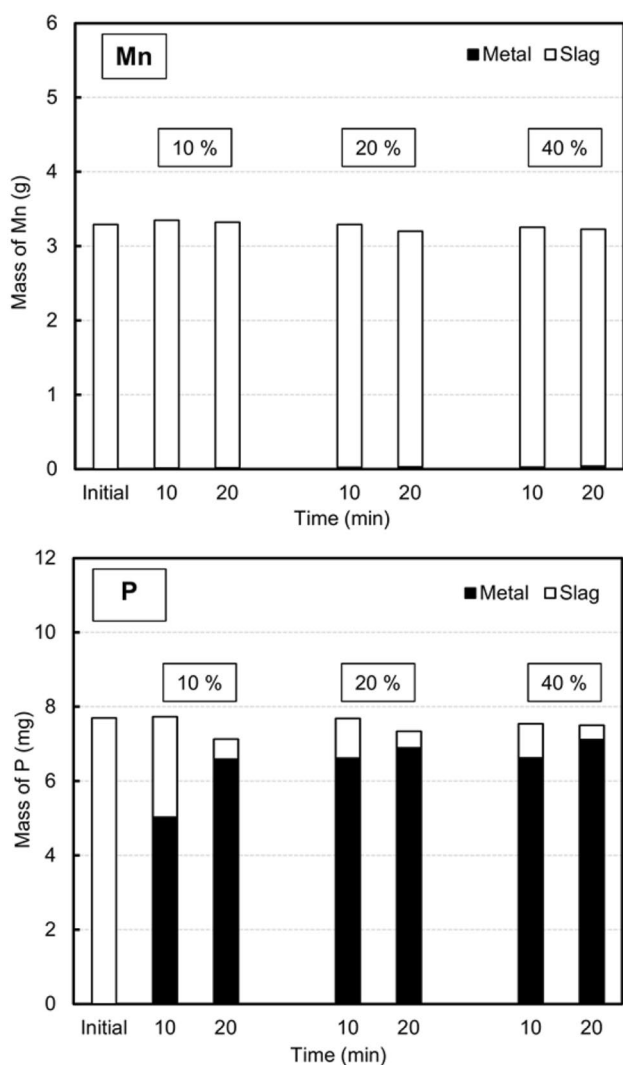 Mn
■Metal □Slag
10 %
20 %
40 %
Mass of Mn (g)
6
5
4
3
2
1
0
Initial 10 20 10 20 10 20
Time (min)
P
■Metal □Slag
10 %
20 %
40 %
Mass of P (mg)
12
10
8
6
4
2
0
Initial 10 20 10 20 10 20
Time (min)